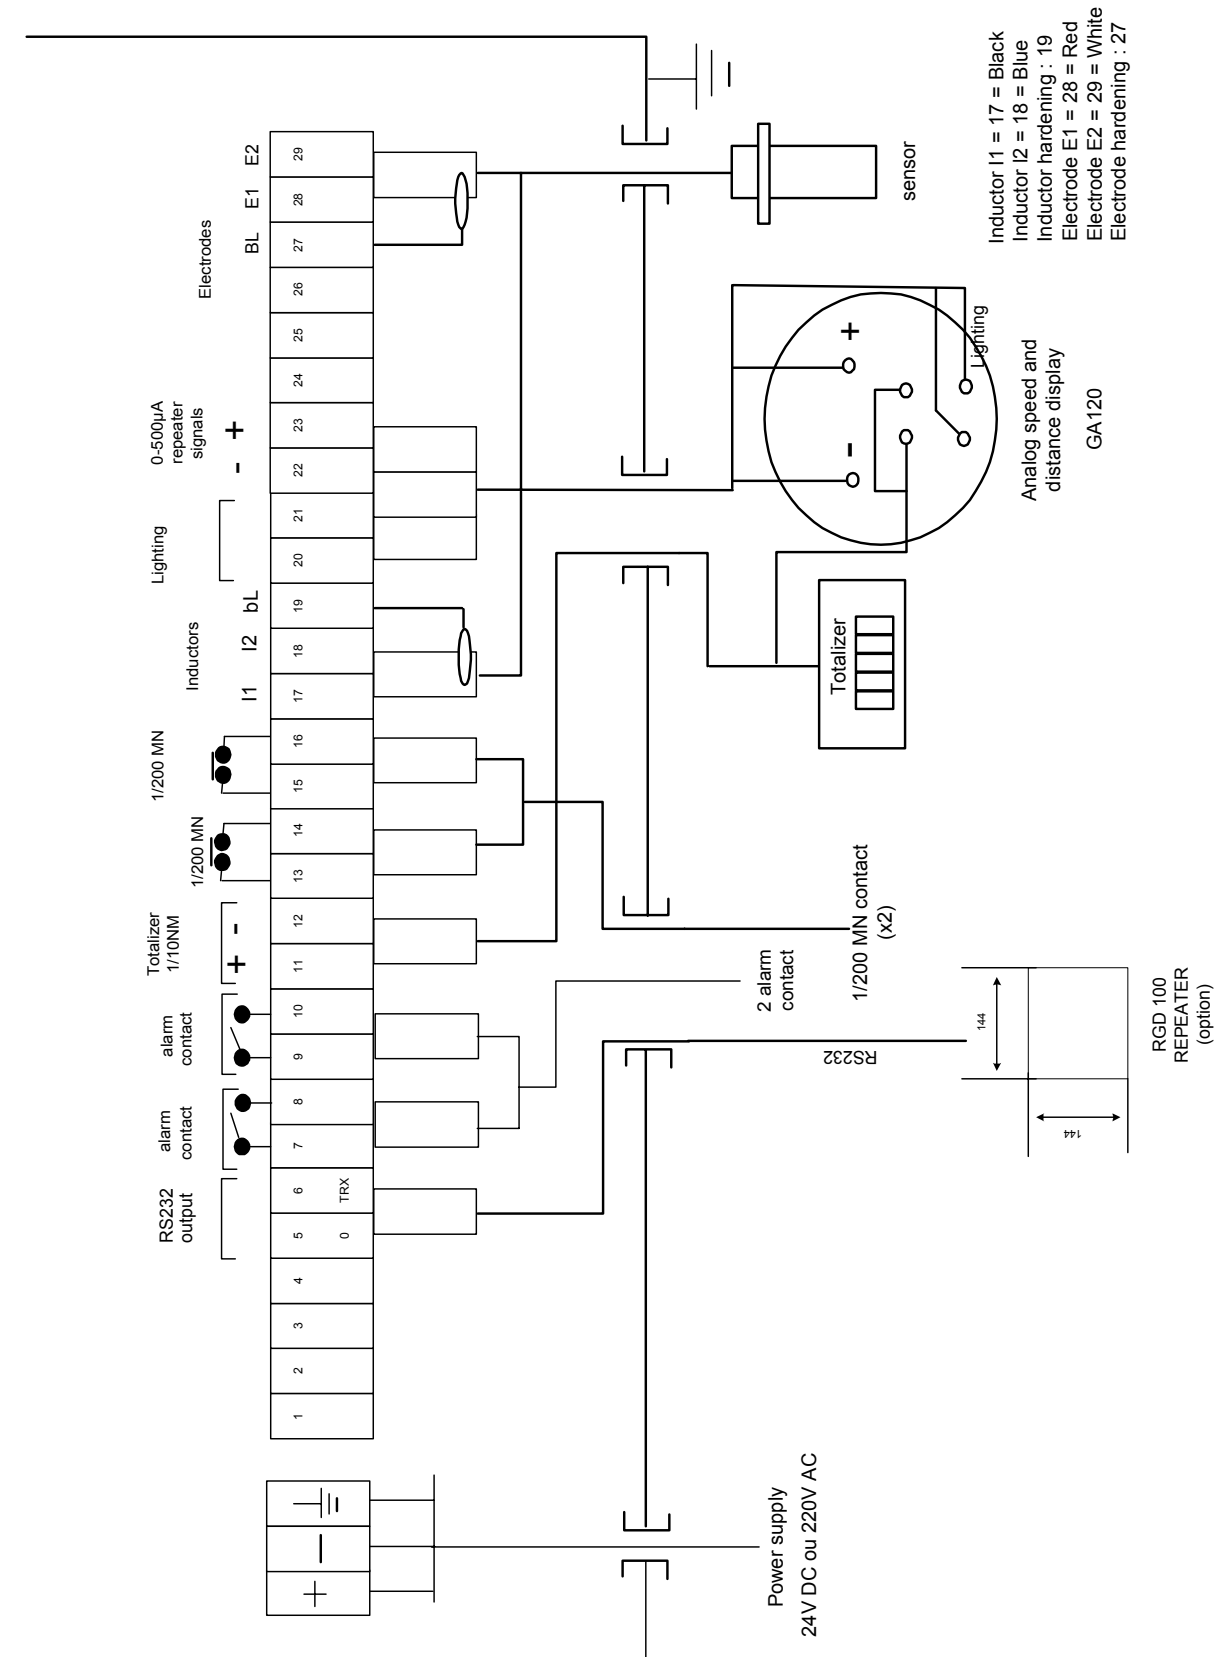 RS232
output
alarm
contact
alarm
contact
Totalizer
1/10NM
+ -
1/200 MN
1/200 MN
Inductors
I1 I2 bL
Lighting
0-500µA
repeater
signals
- +
Electrodes
BL E1 E2
1 2 3 4 5 6 7 8 9 10 11 12 13 14 15 16 17 18 19 20 21 22 23 24 25 26 27 28 29
0 TRX
+ -
Power supply
24V DC ou 220V AC
RS232
144
144
RGD 100
REPEATER
(option)
2 alarm
contact
1/200 MN contact
(x2)
Totalizer
- +
Lighting
Analog speed and
distance display
GA120
sensor
Inductor I1 = 17 = Black
Inductor I2 = 18 = Blue
Inductor hardening : 19
Electrode E1 = 28 = Red
Electrode E2 = 29 = White
Electrode hardening : 27